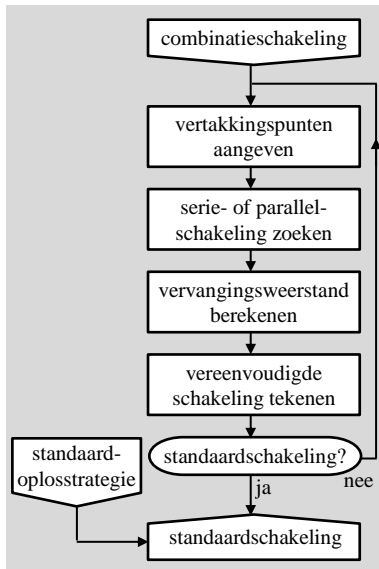 combinatieschakeling
vertakkingspunten
aangeven
serie- of parallel-
schakeling zoeken
vervangingsweerstand
berekenen
vereenvoudigde
schakeling tekenen
standaardschakeling?
nee
ja
standaard-
oplosstrategie
standaardschakeling